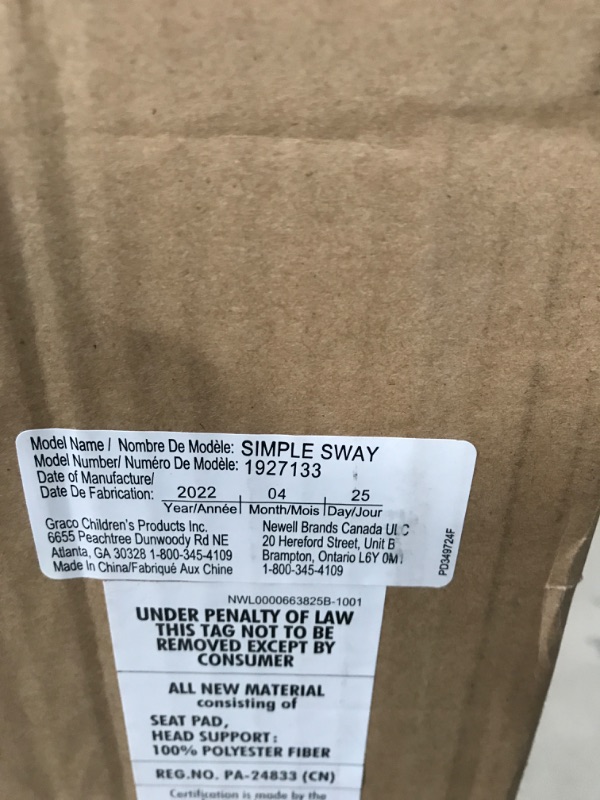 Model Name / Nombre De Modèle: SIMPLE SWAY
Model Number/ Numéro De Modèle: 1927133
Date of Manufacture/
Date De Fabrication: 2022 04 25
Year/Année Month/Mois Day/Jour
Graco Children's Products Inc.
6655 Peachtree Dunwoody Rd NE
Atlanta, GA 30328 1-800-345-4109
Made In China/Fabriqué Aux Chine
Newell Brands Canada ULC
20 Hereford Street, Unit B
Brampton, Ontario L6Y
1-800-345-4109
PD349724F
NWL0000663825B-1001
UNDER PENALTY OF LAW
THIS TAG NOT TO BE
REMOVED EXCEPT BY
CONSUMER
ALL NEW MATERIAL
consisting of
SEAT PAD,
HEAD SUPPORT:
100% POLYESTER FIBER
REG.NO. PA-24833 (CN)
Certification is made by the